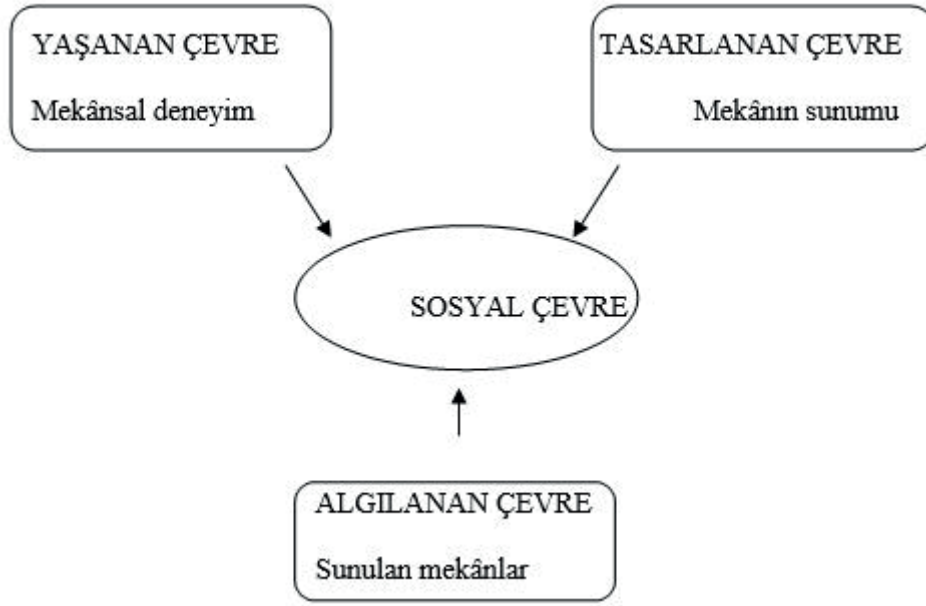 YAŞANAN ÇEVRE
Mekânsal deneyim
TASARLANAN ÇEVRE
Mekânın sunumu
SOSYAL ÇEVRE
ALGILANAN ÇEVRE
Sunulan mekânlar